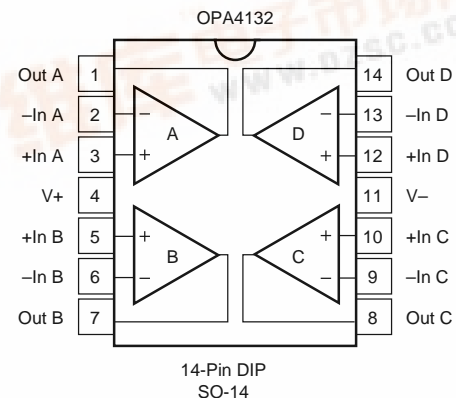 OPA4132
Out A 1 14 Out D
–In A 2 – – 13 –In D
A D
+In A 3 + + 12 +In D
V+ 4 11 V–
+In B 5 + + 10 +In C
B C
–In B 6 – – 9 –In C
Out B 7 8 Out C
14-Pin DIP
SO-14